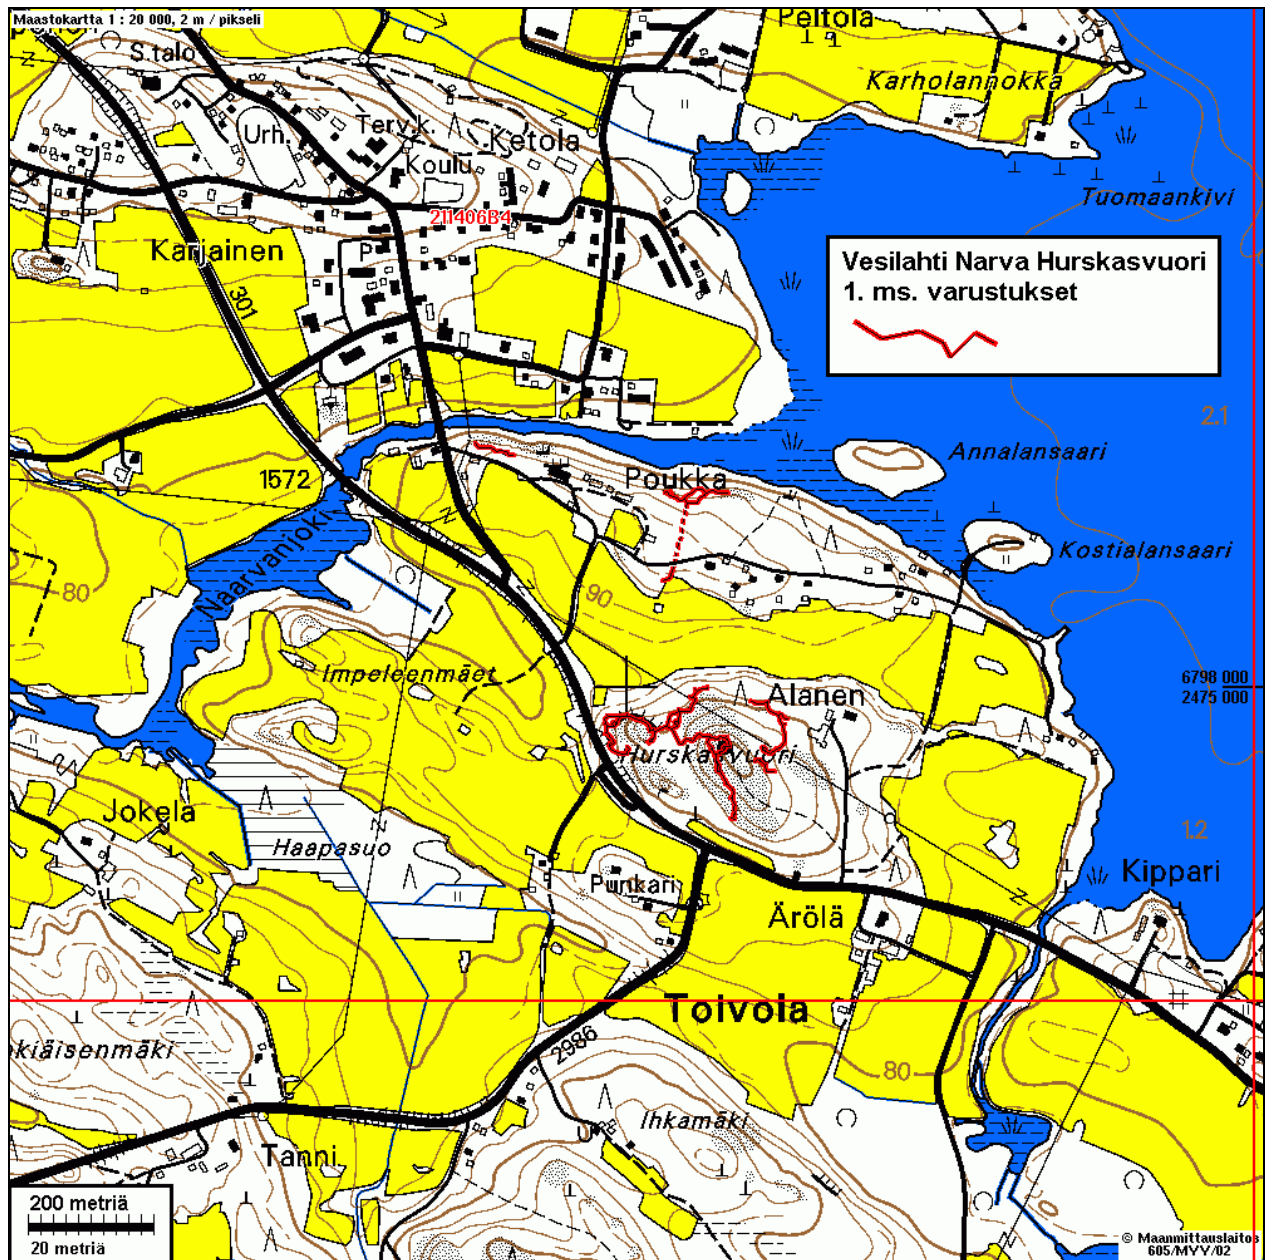 Maastokartta 1 : 20 000, 2 m / pikseli
Peltola
S.talo
Karholannokka
Urh.
Terv.k.
Ketola
Koulu
Tuomaankivi
211406B4
Karjainen
P
Vesilahti Narva Hurskasvuori
1. ms. varustukset
301
2.1
Annalansaari
1572
Poukka
Kostialansaari
Naarvanjoki
80
90
Impeleenmäet
6798 000
2475 000
Alanen
Hurskasvuori
Jokela
1.2
Haapasuo
Kippari
Punkari
Ärölä
Toivola
2986
kiäisenmäki
80
Ihkamäki
Tanni
200 metriä
20 metriä
© Maanmittauslaitos
605/MYY/02